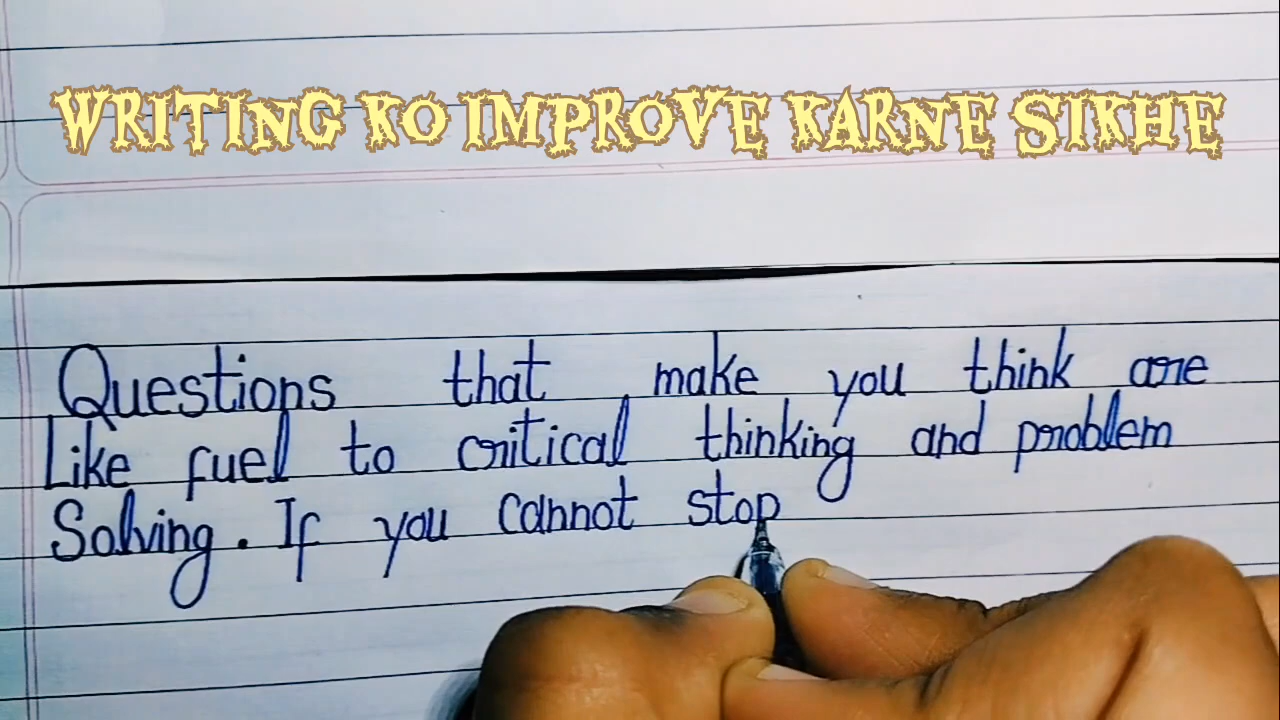 WRITING KO IMPROVE KARNE SIKHE
Questions that make you think are
Like fuel to critical thinking and problem
Solving. If you cannot stop